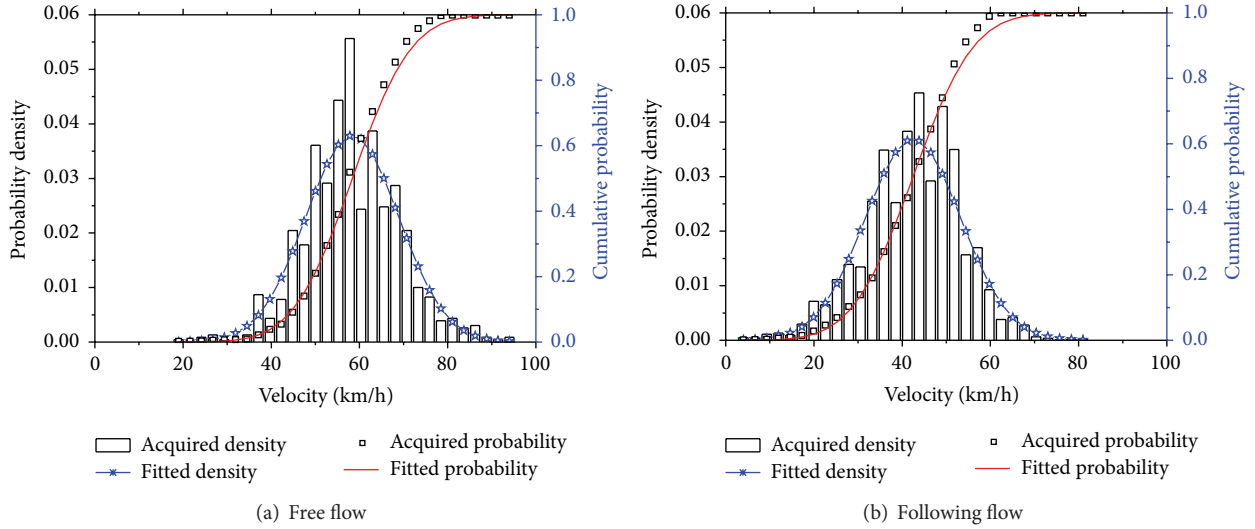 0.06
0.05
0.04
0.03
0.02
0.01
0.00
Probability density
1.0
0.8
0.6
0.4
0.2
0.0
Cumulative probability
0 20 40 60 80 100
Velocity (km/h)
Acquired density
Acquired probability
Fitted density
Fitted probability
(a) Free flow
0.06
0.05
0.04
0.03
0.02
0.01
0.00
Probability density
1.0
0.8
0.6
0.4
0.2
0.0
Cumulative probability
0 20 40 60 80 100
Velocity (km/h)
Acquired density
Acquired probability
Fitted density
Fitted probability
(b) Following flow